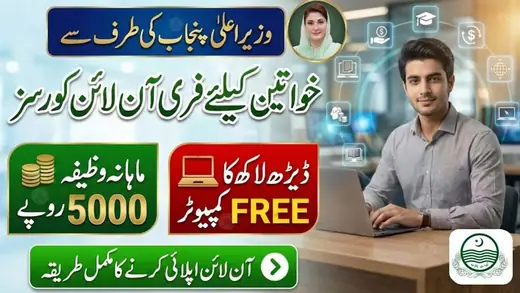 وزیراعلیٰ پنجاب کی طرف سے
خواتین کیلئے فری آن لائن کورسز
ڈیڑھ لاکھ کا
کمپیوٹر FREE
ماہانہ وظیفہ
5000 روپے
آن لائن اپلائی کرنے کا مکمل طریقہ